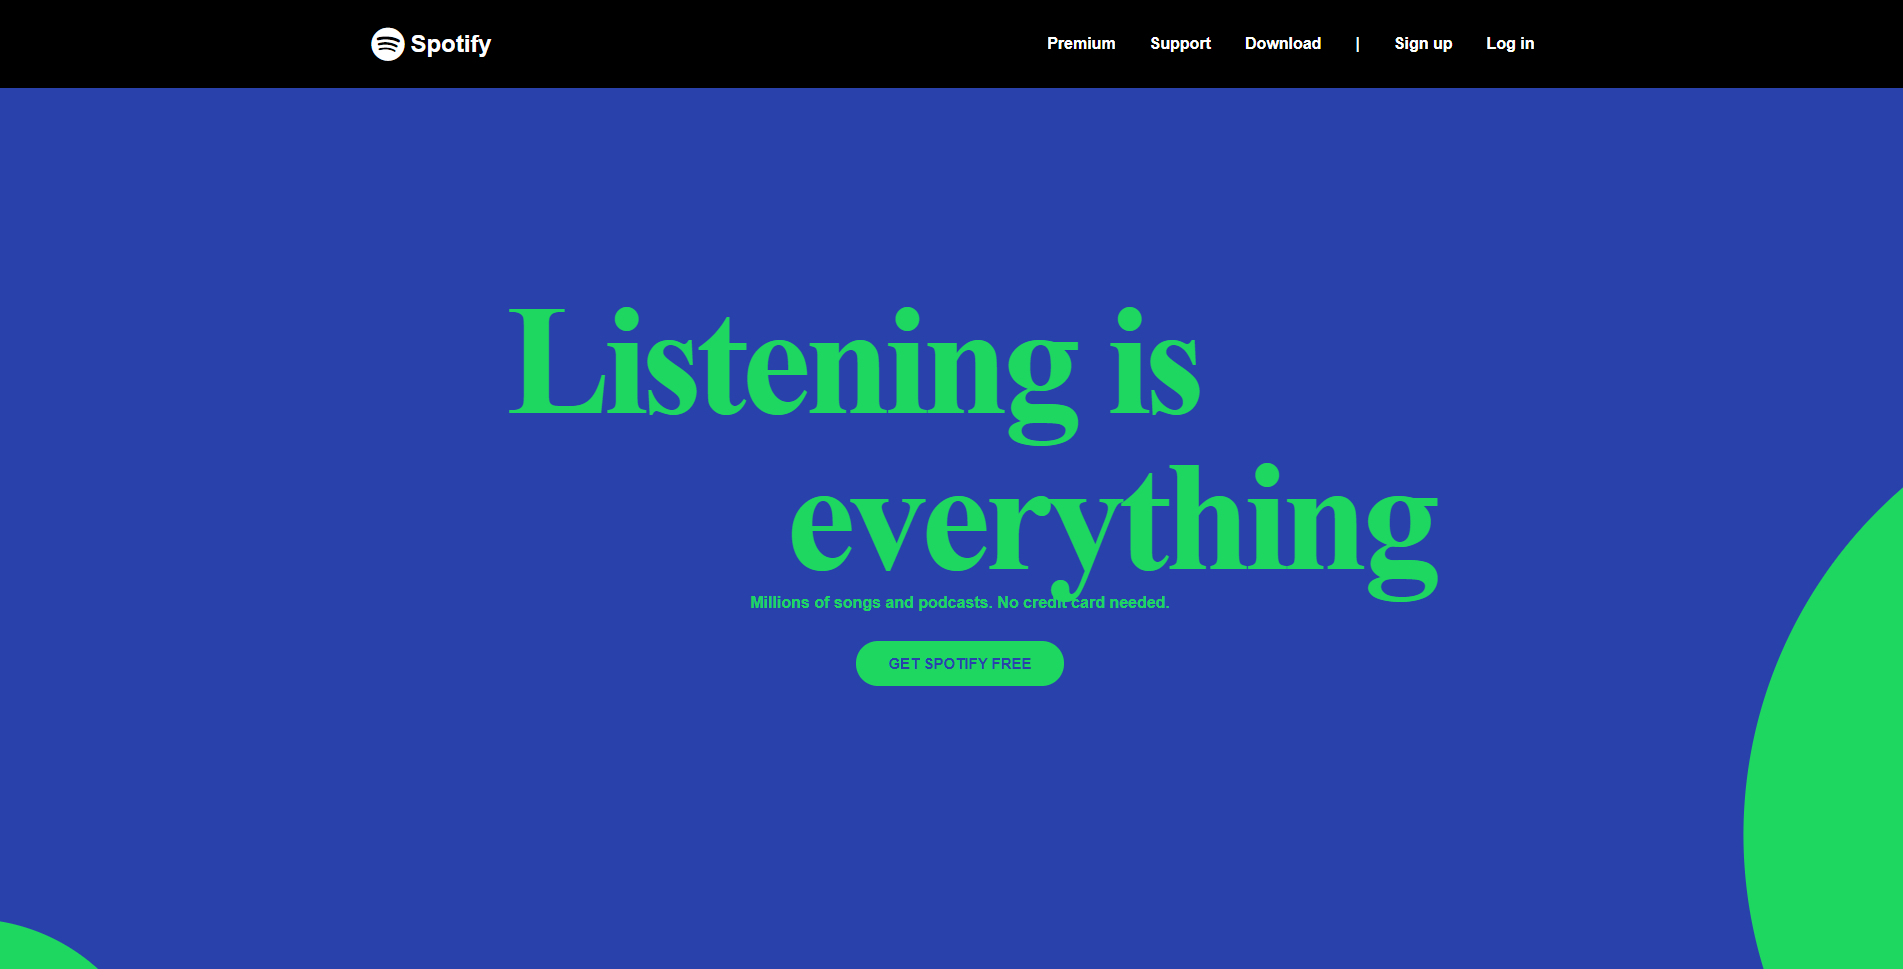 Spotify
Premium Support Download | Sign up Log in
Listening is
everything
Millions of songs and podcasts. No credit card needed.
GET SPOTIFY FREE